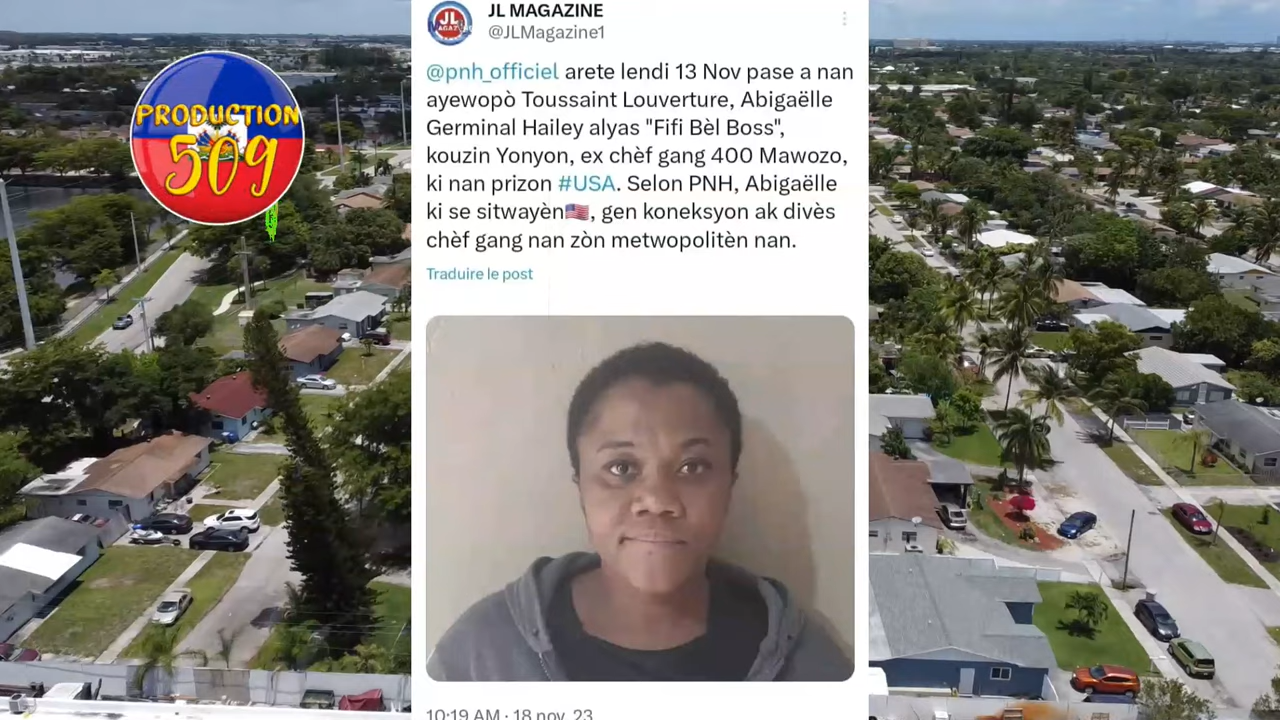 PRODUCTION
509
JL
MAGAZINE
JL MAGAZINE
@JLMagazine1
@pnh_officiel arete lendi 13 Nov pase a nan
ayewopò Toussaint Louverture, Abigaëlle
Germinal Hailey alyas "Fifi Bèl Boss",
kouzin Yonyon, ex chèf gang 400 Mawozo,
ki nan prizon #USA. Selon PNH, Abigaëlle
ki se sitwayèn🇺🇸, gen koneksyon ak divès
chèf gang nan zòn metwopolitèn nan.
Traduire le post
10:19 AM · 18 nov. 23